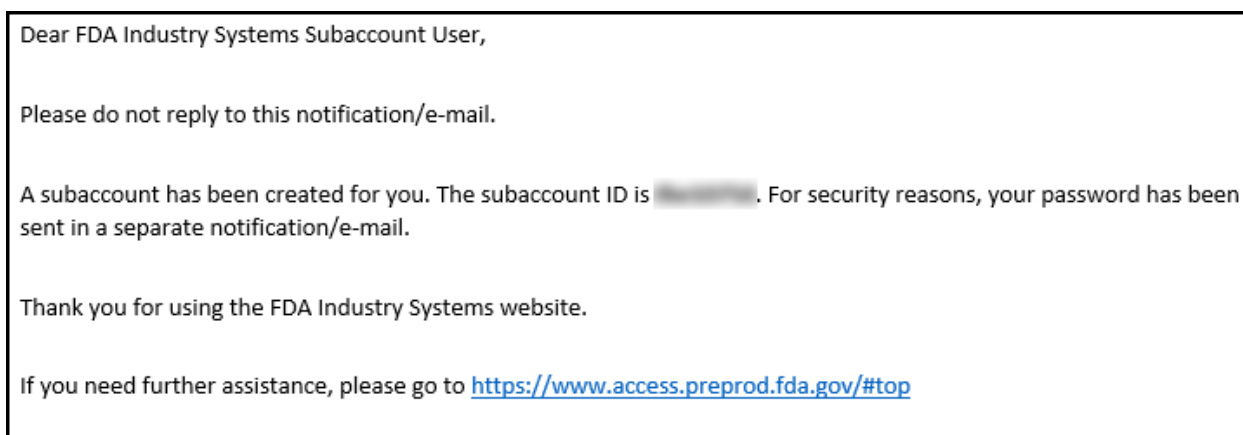 Dear FDA Industry Systems Subaccount User,
Please do not reply to this notification/e-mail.
A subaccount has been created for you. The subaccount ID is . For security reasons, your password has been
sent in a separate notification/e-mail.
Thank you for using the FDA Industry Systems website.
If you need further assistance, please go to https://www.access.preprod.fda.gov/#top